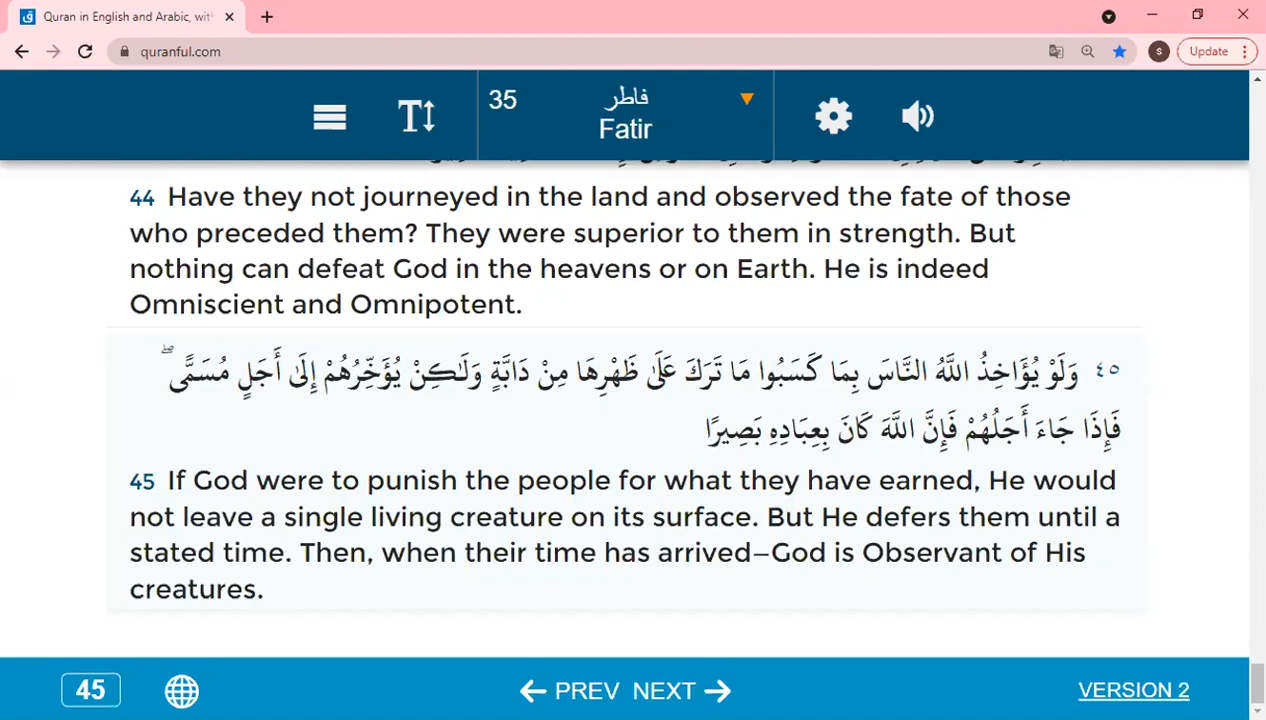 Quran in English and Arabic, wit
quranful.com
Update
35
فاطر
Fatir
44 Have they not journeyed in the land and observed the fate of those
who preceded them? They were superior to them in strength. But
nothing can defeat God in the heavens or on Earth. He is indeed
Omniscient and Omnipotent.
٤٥ وَلَوْ يُؤَاخِذُ اللَّهُ النَّاسَ بِمَا كَسَبُوا مَا تَرَكَ عَلَىٰ ظَهْرِهَا مِنْ دَابَّةٍ وَلَـٰكِنْ يُؤَخِّرُهُمْ إِلَىٰ أَجَلٍ مُسَمًّى ۖ
فَإِذَا جَاءَ أَجَلُهُمْ فَإِنَّ اللَّهَ كَانَ بِعِبَادِهِ بَصِيرًا
45 If God were to punish the people for what they have earned, He would
not leave a single living creature on its surface. But He defers them until a
stated time. Then, when their time has arrived—God is Observant of His
creatures.
45
PREV NEXT
VERSION 2